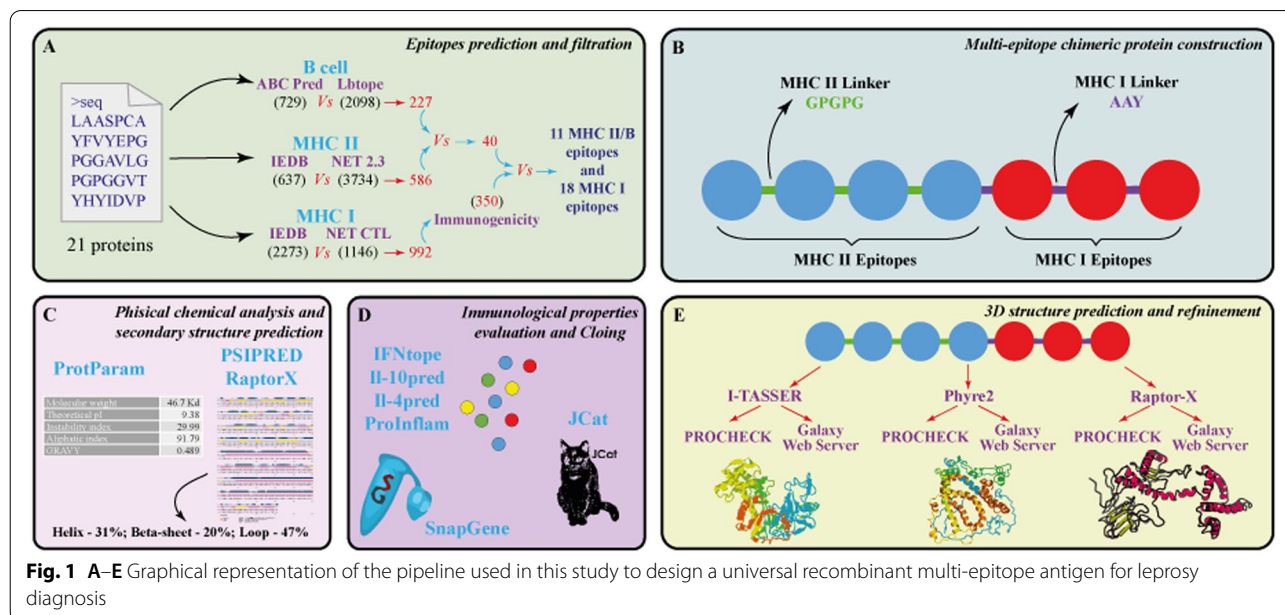 A
Epitopes prediction and filtration
>seq
LAASPCA
YFVYEPG
PGGAVLG
PGPGGVT
YHYIDVP
21 proteins
B cell
ABC Pred Lbtope
(729) Vs (2098) 227
MHC II
IEDB NET 2.3
(637) Vs (3734) 586
MHC I
IEDB NET CTL
(2273) Vs (1146) 992
Vs 40
(350)
Immunogenicity
Vs
11 MHC II/B
epitopes
and
18 MHC I
epitopes
B
Multi-epitope chimeric protein construction
MHC II Linker
GPGPG
MHC I Linker
AAY
MHC II Epitopes
MHC I Epitopes
C
Phisical chemical analysis and
secondary structure prediction
ProtParam
PSIPRED
RaptorX
Molecular weight 46.7 Kd
Theoretical pI 9.38
Instability index 29.99
Aliphatic index 91.79
GRAVY 0.489
Helix - 31%; Beta-sheet - 20%; Loop - 47%
D
Immunological properties
evaluation and Cloing
IFNtope
Il-10pred
Il-4pred
ProInflam
JCat
JCat
SnapGene
E
3D structure prediction and refninement
I-TASSER
Phyre2
Raptor-X
PROCHECK
Galaxy
Web Server
PROCHECK
Galaxy
Web Server
PROCHECK
Galaxy
Web Server
Fig. 1 A–E Graphical representation of the pipeline used in this study to design a universal recombinant multi-epitope antigen for leprosy
diagnosis